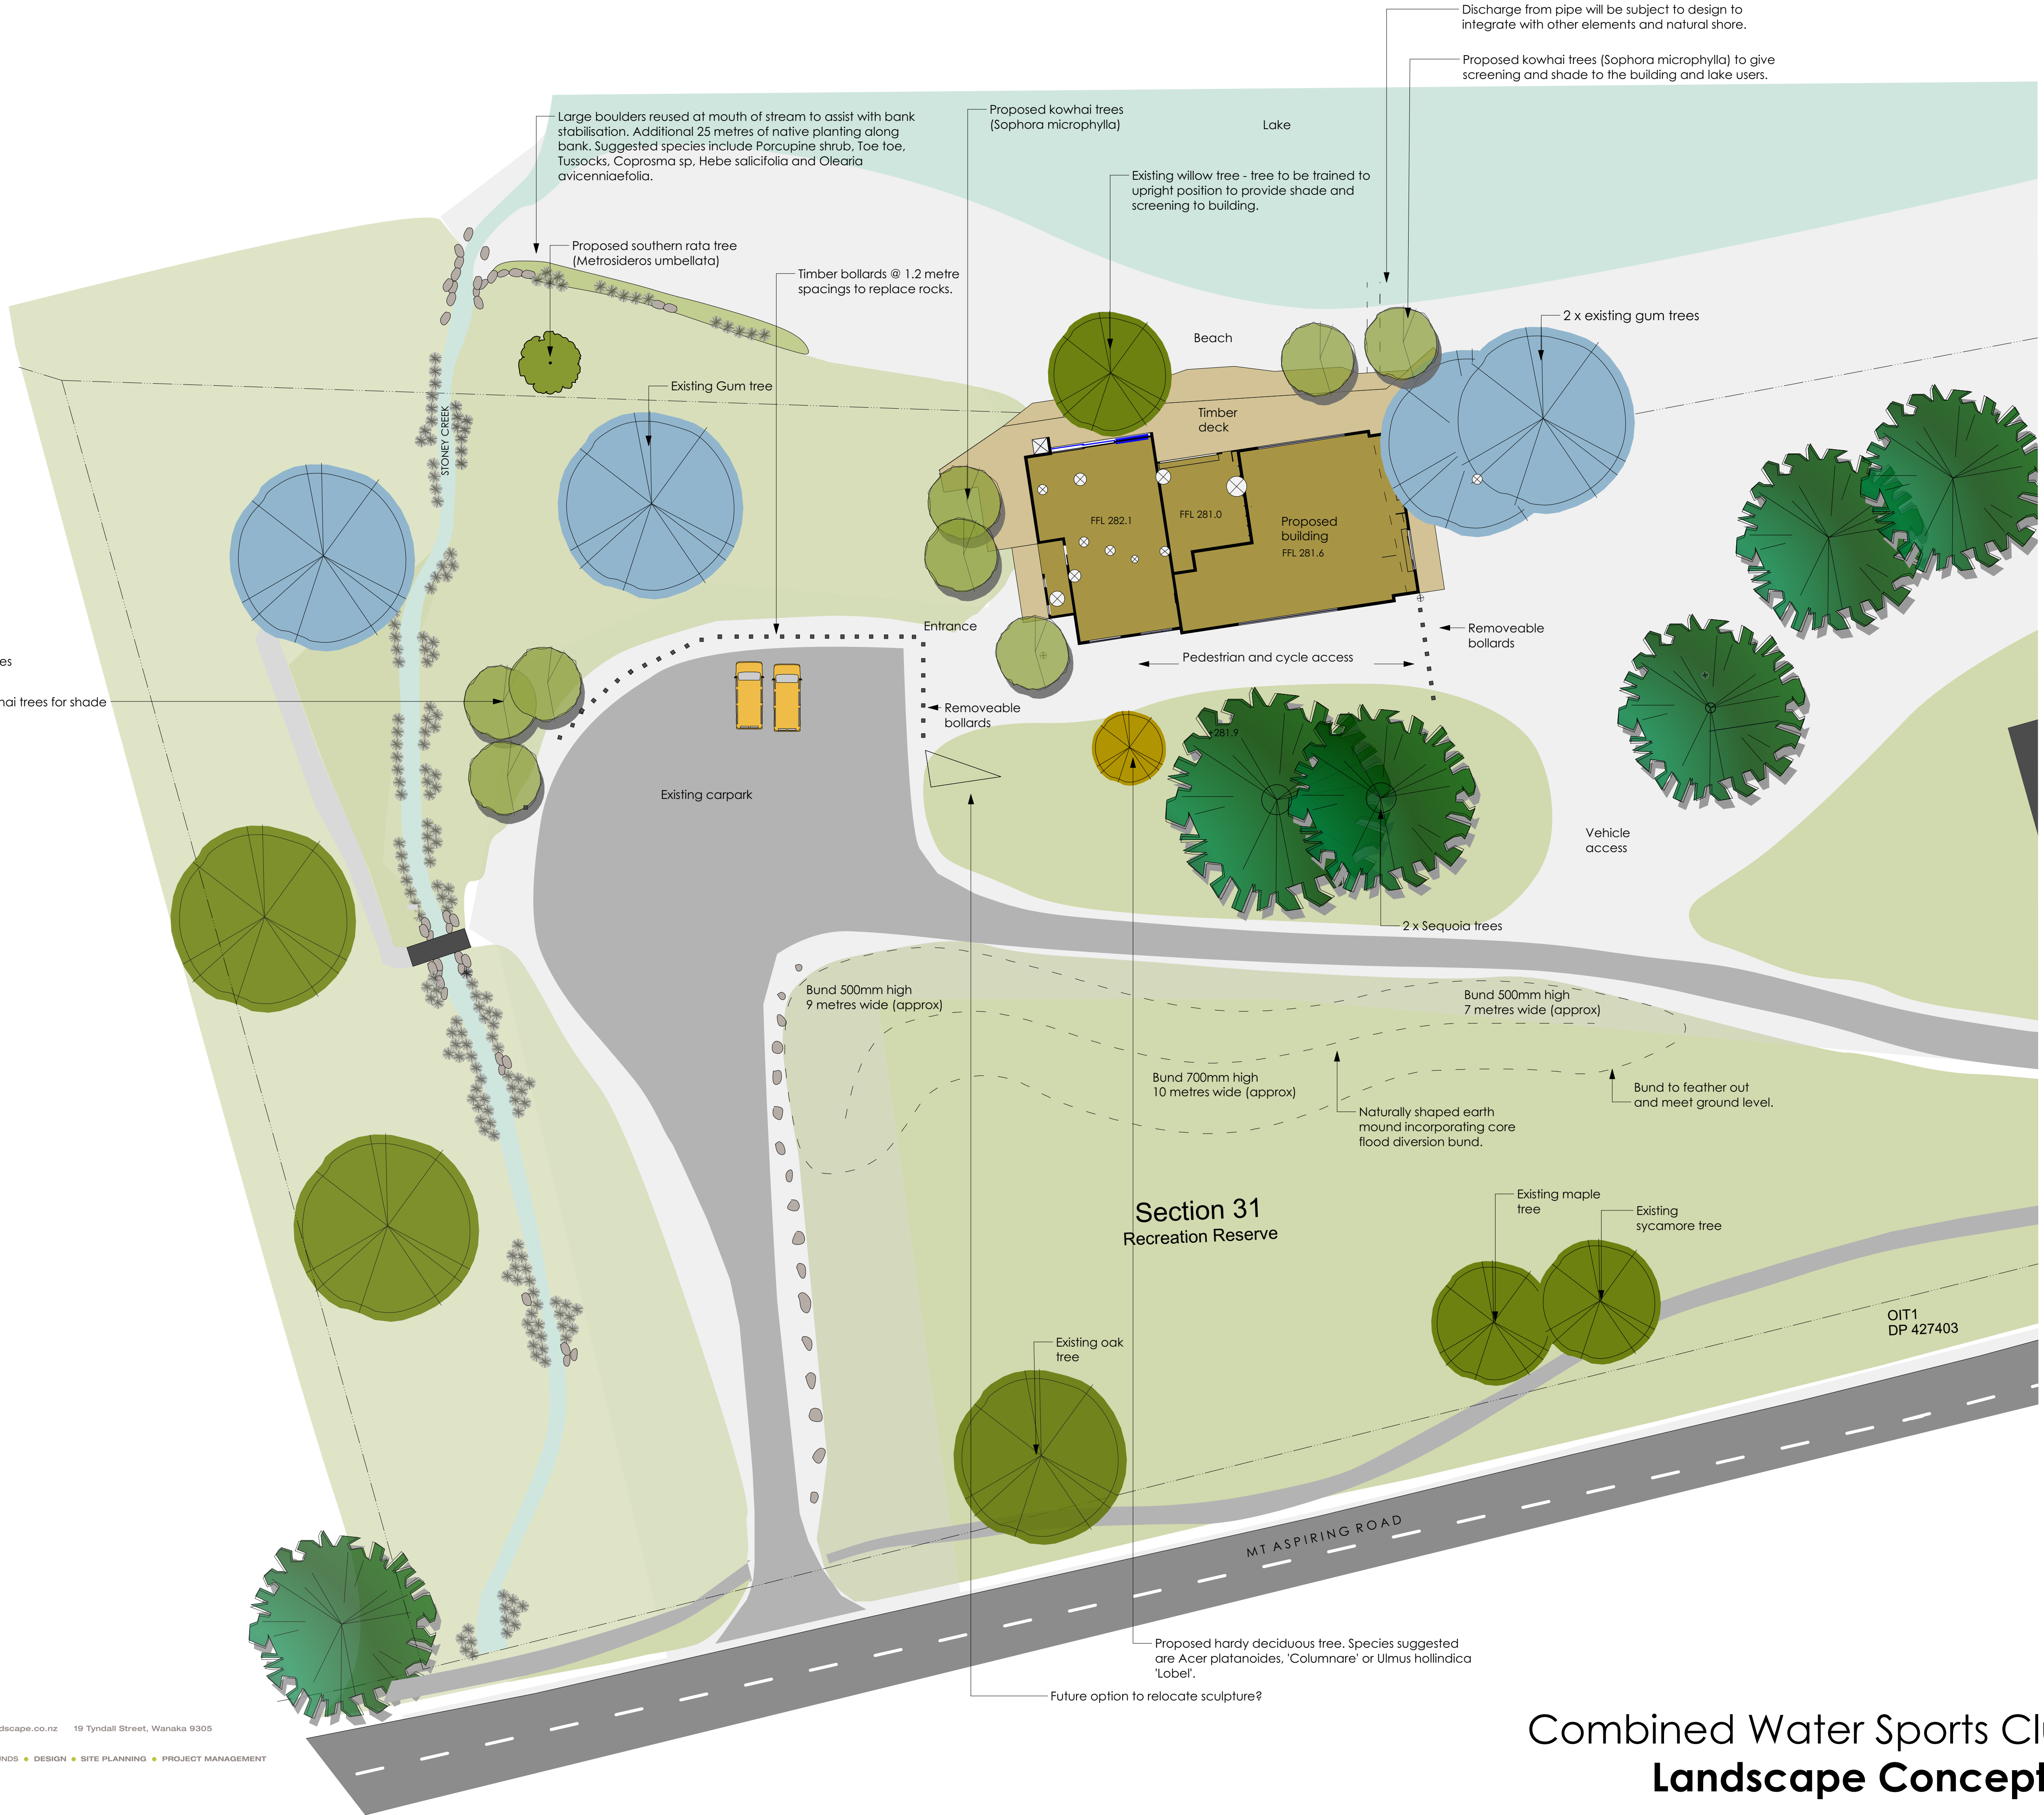 Discharge from pipe will be subject to design to
integrate with other elements and natural shore.
Proposed kowhai trees (Sophora microphylla) to give
screening and shade to the building and lake users.
Large boulders reused at mouth of stream to assist with bank
stabilisation. Additional 25 metres of native planting along
bank. Suggested species include Porcupine shrub, Toe toe,
Tussocks, Coprosma sp, Hebe salicifolia and Olearia
avicenniaefolia.
Proposed kowhai trees
(Sophora microphylla)
Lake
Existing willow tree - tree to be trained to
upright position to provide shade and
screening to building.
Proposed southern rata tree
(Metrosideros umbellata)
Timber bollards @ 1.2 metre
spacings to replace rocks.
2 x existing gum trees
Beach
Existing Gum tree
Timber
deck
STONEY CREEK
FFL 282.1
FFL 281.0
Proposed
building
FFL 281.6
Entrance
Removeable
bollards
Pedestrian and cycle access
es
hai trees for shade
Removeable
bollards
+281.9
Existing carpark
Vehicle
access
2 x Sequoia trees
Bund 500mm high
9 metres wide (approx)
Bund 500mm high
7 metres wide (approx)
Bund 700mm high
10 metres wide (approx)
Bund to feather out
and meet ground level.
Naturally shaped earth
mound incorporating core
flood diversion bund.
Section 31
Recreation Reserve
Existing maple
tree
Existing
sycamore tree
OIT1
DP 427403
Existing oak
tree
MT ASPIRING ROAD
Proposed hardy deciduous tree. Species suggested
are Acer platanoides, 'Columnare' or Ulmus hollindica
'Lobel'.
Future option to relocate sculpture?
dscape.co.nz 19 Tyndall Street, Wanaka 9305
UNDS • DESIGN • SITE PLANNING • PROJECT MANAGEMENT
Combined Water Sports Clu
Landscape Concept